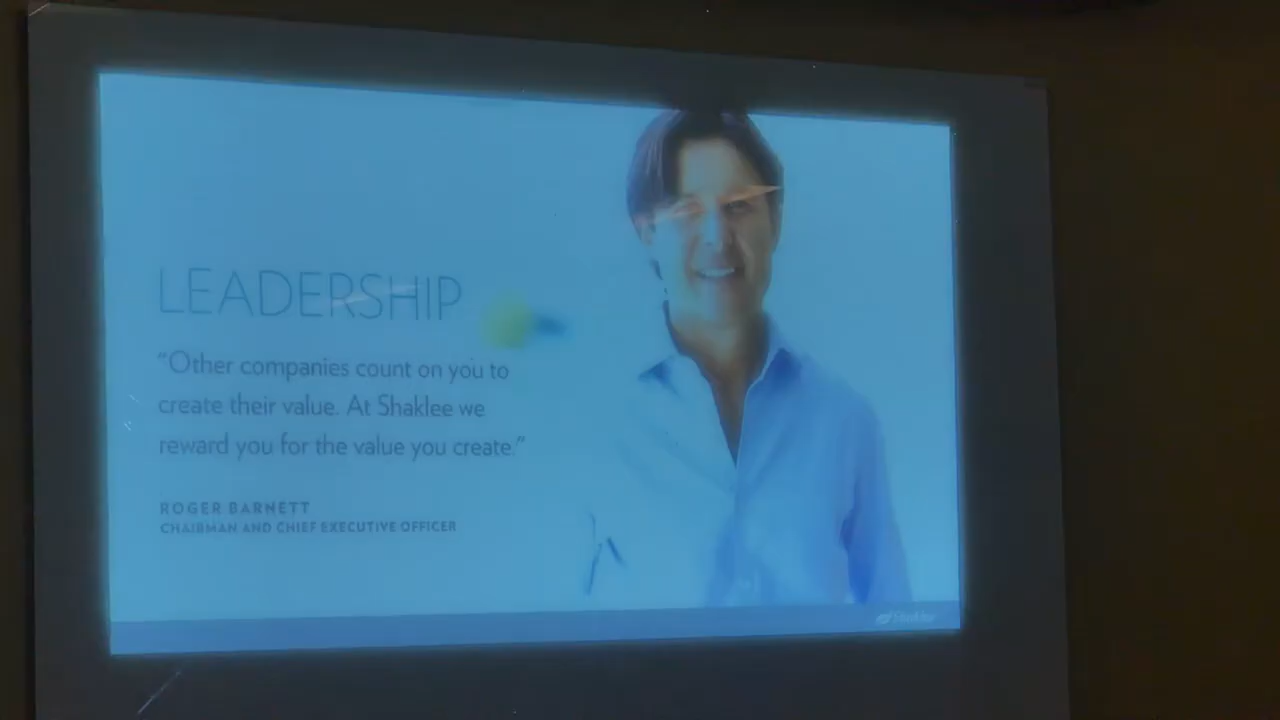 LEADERSHIP
“Other companies count on you to
create their value. At Shaklee we
reward you for the value you create.”
ROGER BARNETT
CHAIRMAN AND CHIEF EXECUTIVE OFFICER
Shaklee